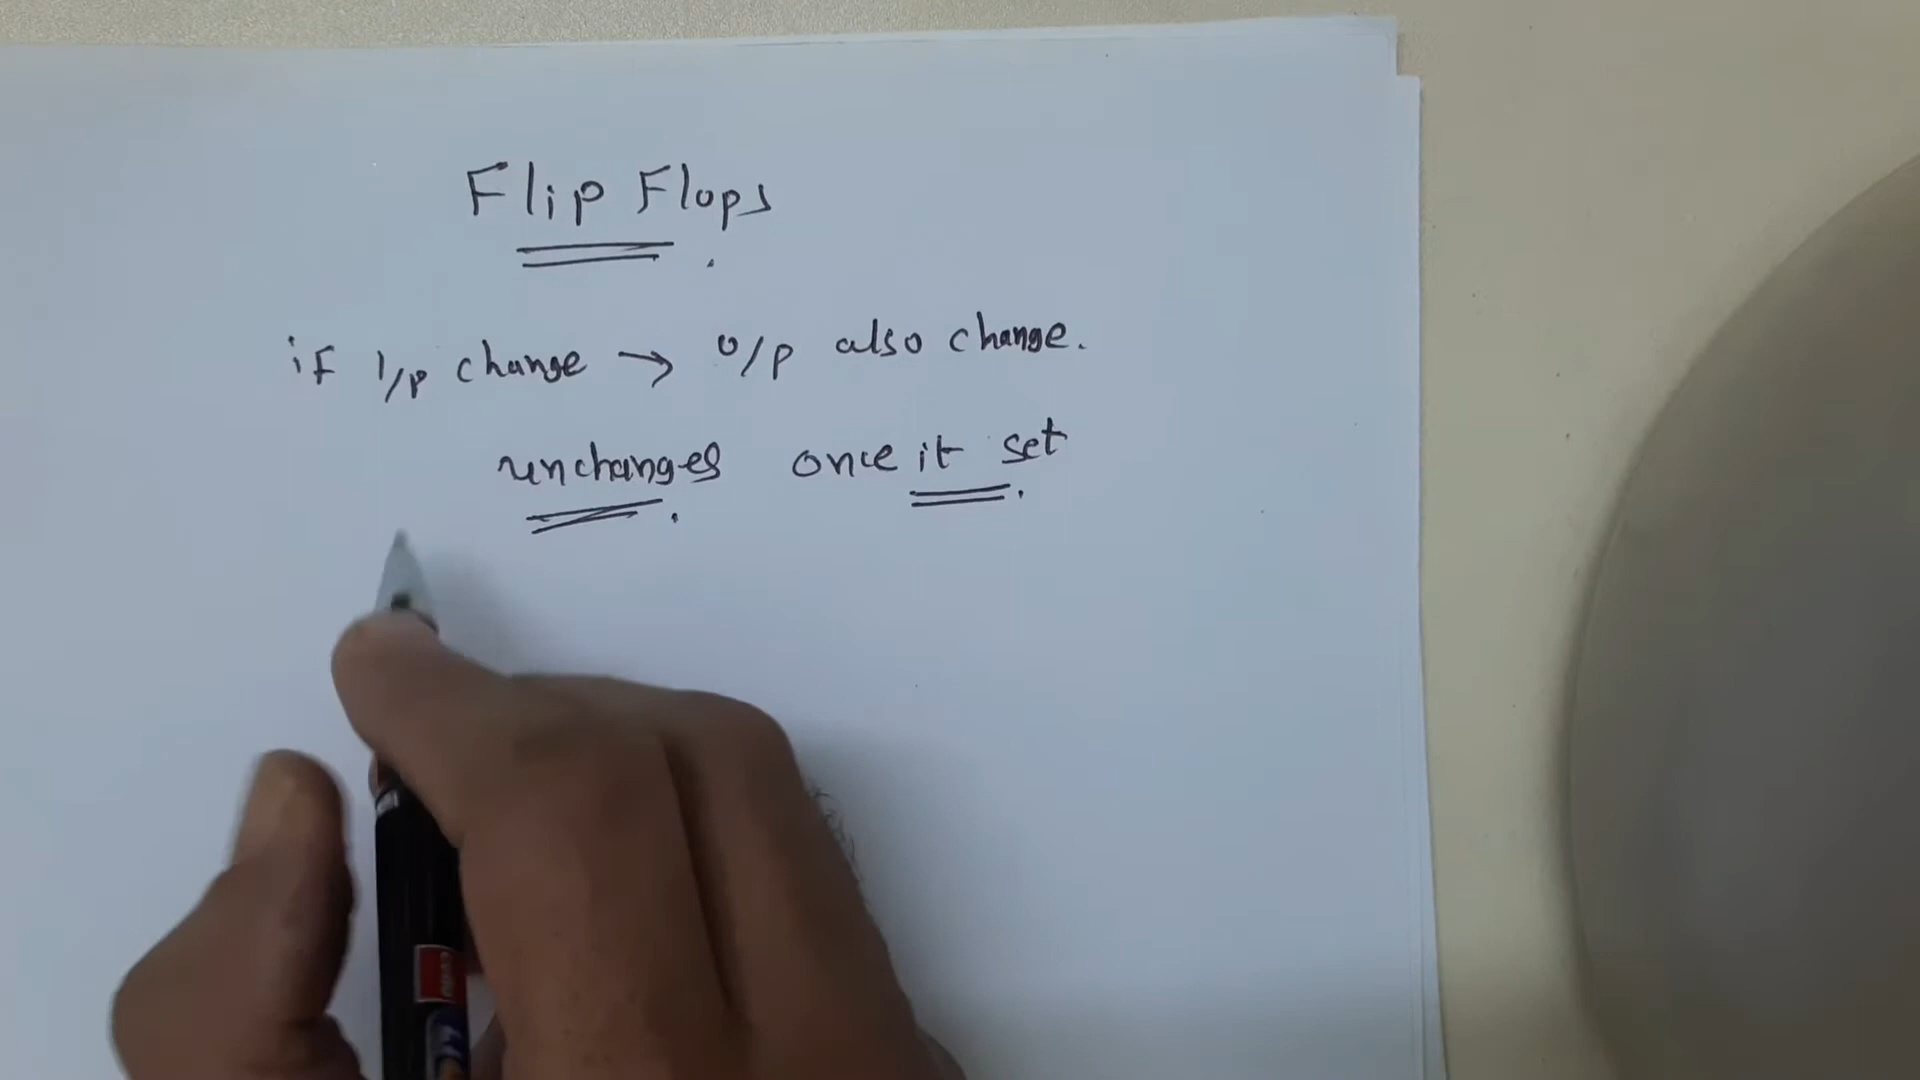 Flip Flops
if i/p change → o/p also change.
unchanges once it set.